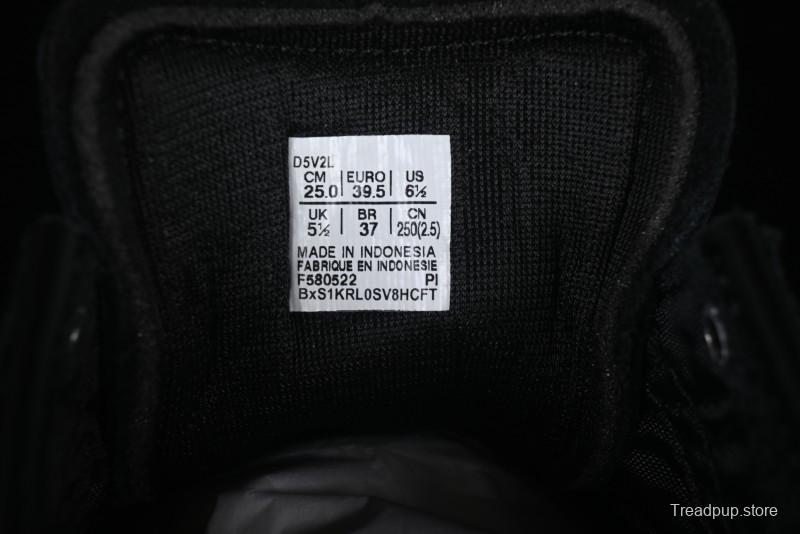 D5V2L
CM | EURO | US
25.0 | 39.5 | 6½
UK | BR | CN
5½ | 37 | 250(2.5)
MADE IN INDONESIA
FABRIQUE EN INDONESIE
F580522 PI
BxS1KRL0SV8HCFT
Treadpup.store